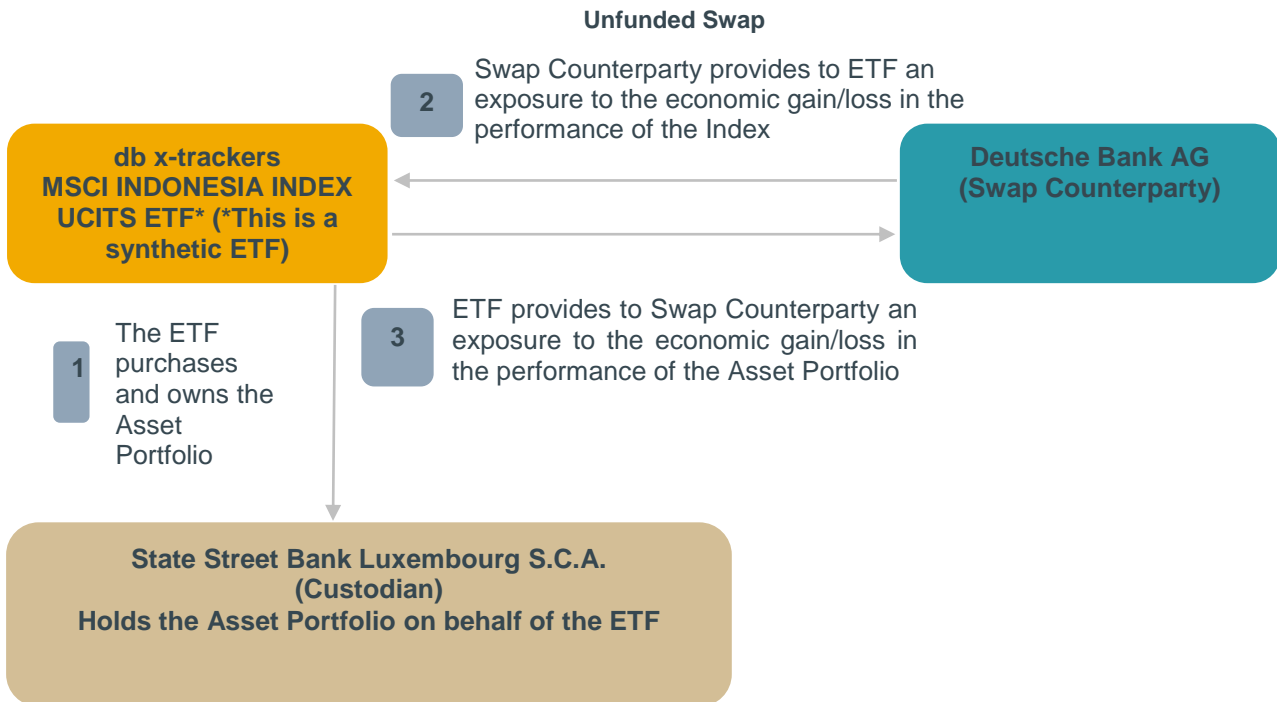 Unfunded Swap
2
Swap Counterparty provides to ETF an
exposure to the economic gain/loss in the
performance of the Index
db x-trackers
MSCI INDONESIA INDEX
UCITS ETF* (*This is a
synthetic ETF)
Deutsche Bank AG
(Swap Counterparty)
1
The ETF
purchases
and owns the
Asset
Portfolio
3
ETF provides to Swap Counterparty an
exposure to the economic gain/loss in
the performance of the Asset Portfolio
State Street Bank Luxembourg S.C.A.
(Custodian)
Holds the Asset Portfolio on behalf of the ETF